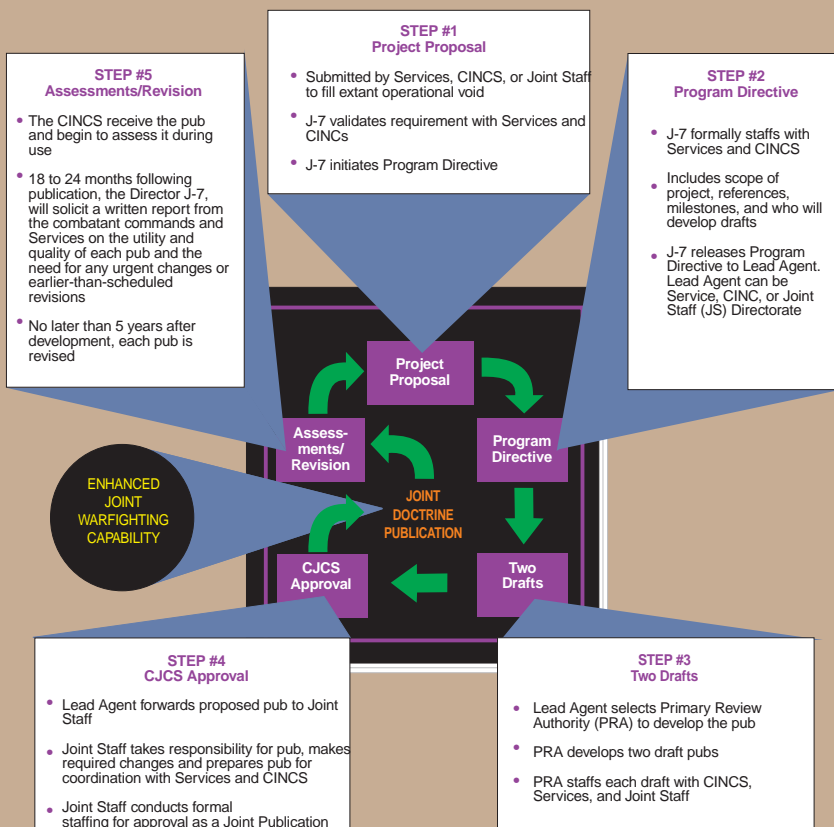 STEP #1
Project Proposal
• Submitted by Services, CINCS, or Joint Staff
to fill extant operational void
• J-7 validates requirement with Services and
CINCs
• J-7 initiates Program Directive
STEP #5
Assessments/Revision
• The CINCS receive the pub
and begin to assess it during
use
• 18 to 24 months following
publication, the Director J-7,
will solicit a written report from
the combatant commands and
Services on the utility and
quality of each pub and the
need for any urgent changes or
earlier-than-scheduled
revisions
• No later than 5 years after
development, each pub is
revised
STEP #2
Program Directive
• J-7 formally staffs with
Services and CINCS
• Includes scope of
project, references,
milestones, and who will
develop drafts
• J-7 releases Program
Directive to Lead Agent.
Lead Agent can be
Service, CINC, or Joint
Staff (JS) Directorate
Project
Proposal
Assess-
ments/
Revision
Program
Directive
ENHANCED
JOINT
WARFIGHTING
CAPABILITY
JOINT
DOCTRINE
PUBLICATION
CJCS
Approval
Two
Drafts
STEP #4
CJCS Approval
• Lead Agent forwards proposed pub to Joint
Staff
• Joint Staff takes responsibility for pub, makes
required changes and prepares pub for
coordination with Services and CINCS
• Joint Staff conducts formal
staffing for approval as a Joint Publication
STEP #3
Two Drafts
• Lead Agent selects Primary Review
Authority (PRA) to develop the pub
• PRA develops two draft pubs
• PRA staffs each draft with CINCS,
Services, and Joint Staff